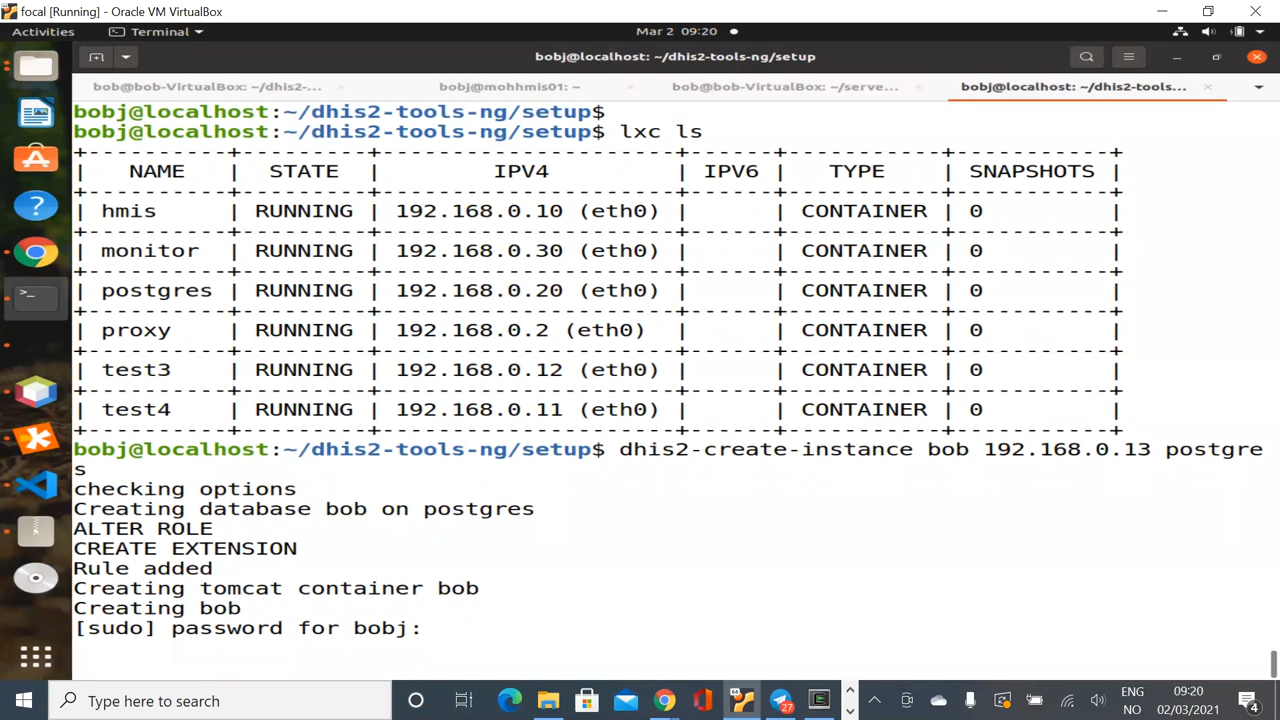 focal [Running] - Oracle VM VirtualBox
Activities Terminal Mar 2 09:20
bobj@localhost: ~/dhis2-tools-ng/setup
bob@bob-VirtualBox: ~/dhis2-... bobj@mohhmis01: ~ bob@bob-VirtualBox: ~/serve... bobj@localhost: ~/dhis2-tools...
bobj@localhost:~/dhis2-tools-ng/setup$
bobj@localhost:~/dhis2-tools-ng/setup$ lxc ls
+----------+---------+---------------------+------+-----------+-----------+
| NAME | STATE | IPV4 | IPV6 | TYPE | SNAPSHOTS |
+----------+---------+---------------------+------+-----------+-----------+
| hmis | RUNNING | 192.168.0.10 (eth0) | | CONTAINER | 0 |
+----------+---------+---------------------+------+-----------+-----------+
| monitor | RUNNING | 192.168.0.30 (eth0) | | CONTAINER | 0 |
+----------+---------+---------------------+------+-----------+-----------+
| postgres | RUNNING | 192.168.0.20 (eth0) | | CONTAINER | 0 |
+----------+---------+---------------------+------+-----------+-----------+
| proxy | RUNNING | 192.168.0.2 (eth0) | | CONTAINER | 0 |
+----------+---------+---------------------+------+-----------+-----------+
| test3 | RUNNING | 192.168.0.12 (eth0) | | CONTAINER | 0 |
+----------+---------+---------------------+------+-----------+-----------+
| test4 | RUNNING | 192.168.0.11 (eth0) | | CONTAINER | 0 |
+----------+---------+---------------------+------+-----------+-----------+
bobj@localhost:~/dhis2-tools-ng/setup$ dhis2-create-instance bob 192.168.0.13 postgre
s
checking options
Creating database bob on postgres
ALTER ROLE
CREATE EXTENSION
Rule added
Creating tomcat container bob
Creating bob
[sudo] password for bobj:
Type here to search 27 ENG 09:20
NO 02/03/2021 4